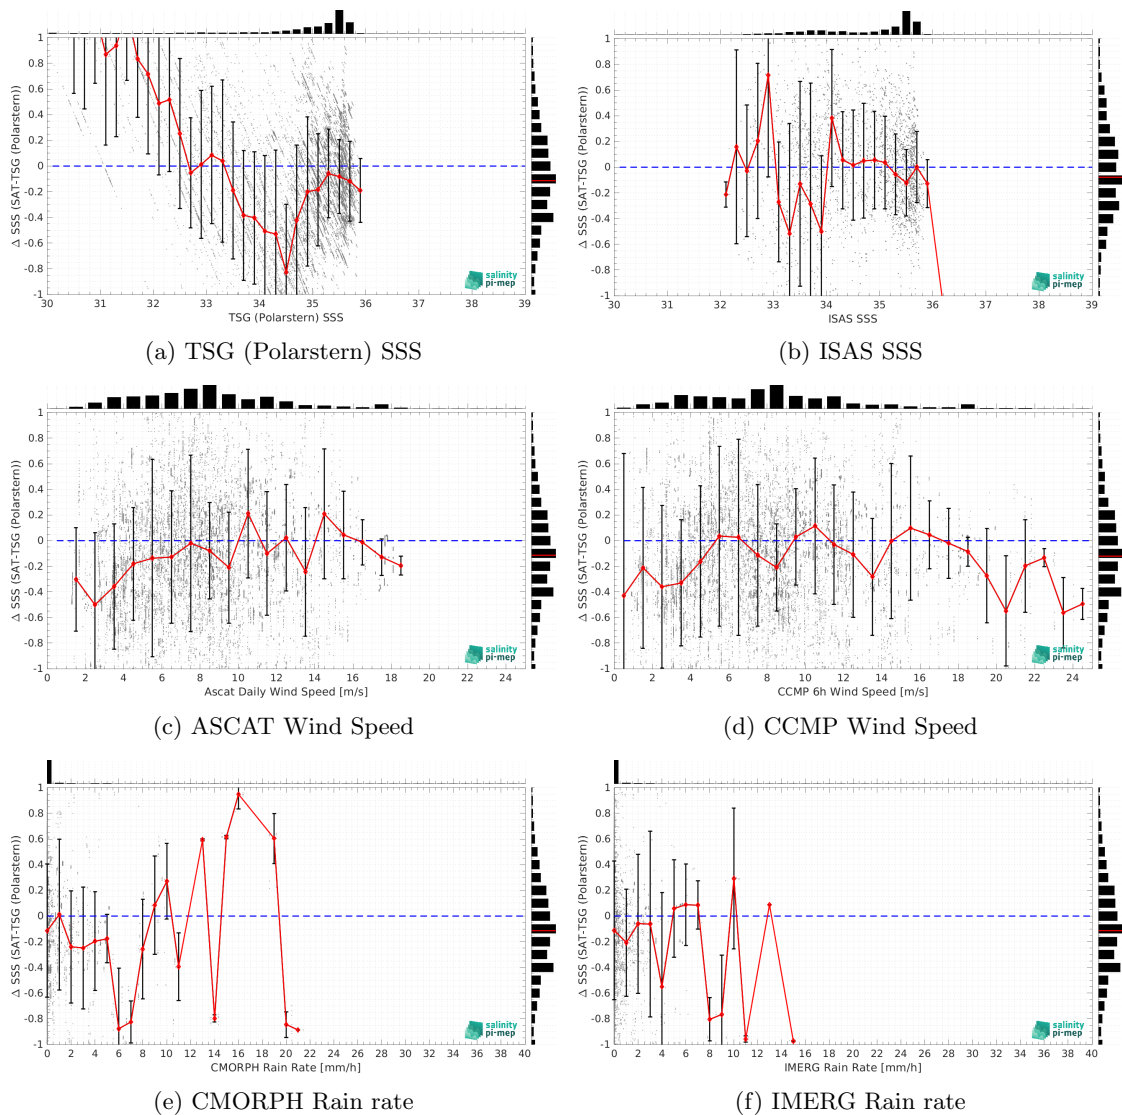 1
0.8
0.6
0.4
0.2
0
-0.2
-0.4
-0.6
-0.8
-1
Δ SSS (SAT-TSG (Polarstern))
salinity
pi-mep
30 31 32 33 34 35 36 37 38 39
TSG (Polarstern) SSS
(a) TSG (Polarstern) SSS
1
0.8
0.6
0.4
0.2
0
-0.2
-0.4
-0.6
-0.8
-1
Δ SSS (SAT-TSG (Polarstern))
salinity
pi-mep
30 31 32 33 34 35 36 37 38 39
ISAS SSS
(b) ISAS SSS
1
0.8
0.6
0.4
0.2
0
-0.2
-0.4
-0.6
-0.8
-1
Δ SSS (SAT-TSG (Polarstern))
salinity
pi-mep
0 2 4 6 8 10 12 14 16 18 20 22 24
Ascat Daily Wind Speed [m/s]
(c) ASCAT Wind Speed
1
0.8
0.6
0.4
0.2
0
-0.2
-0.4
-0.6
-0.8
-1
Δ SSS (SAT-TSG (Polarstern))
salinity
pi-mep
0 2 4 6 8 10 12 14 16 18 20 22 24
CCMP 6h Wind Speed [m/s]
(d) CCMP Wind Speed
1
0.8
0.6
0.4
0.2
0
-0.2
-0.4
-0.6
-0.8
-1
Δ SSS (SAT-TSG (Polarstern))
salinity
pi-mep
0 2 4 6 8 10 12 14 16 18 20 22 24 26 28 30 32 34 36 38 40
CMORPH Rain Rate [mm/h]
(e) CMORPH Rain rate
1
0.8
0.6
0.4
0.2
0
-0.2
-0.4
-0.6
-0.8
-1
Δ SSS (SAT-TSG (Polarstern))
salinity
pi-mep
0 2 4 6 8 10 12 14 16 18 20 22 24 26 28 30 32 34 36 38 40
IMERG Rain Rate [mm/h]
(f) IMERG Rain rate